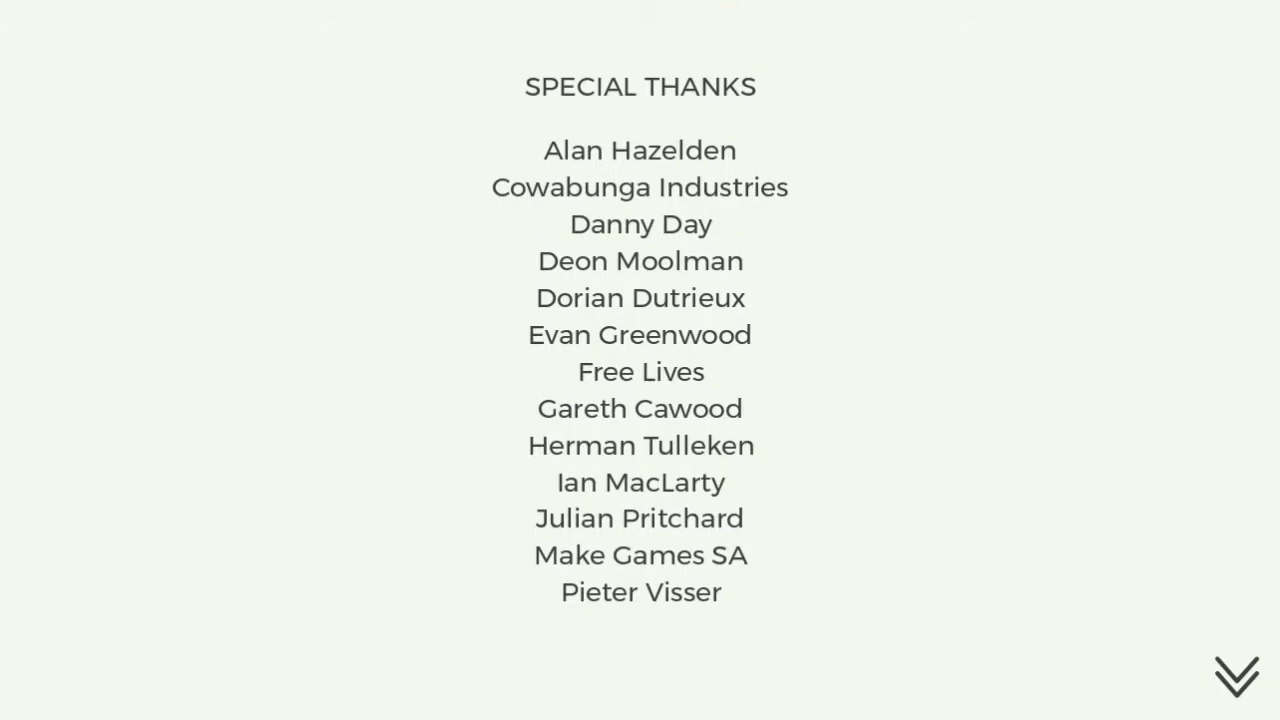 SPECIAL THANKS
Alan Hazelden
Cowabunga Industries
Danny Day
Deon Moolman
Dorian Dutrieux
Evan Greenwood
Free Lives
Gareth Cawood
Herman Tulleken
Ian MacLarty
Julian Pritchard
Make Games SA
Pieter Visser